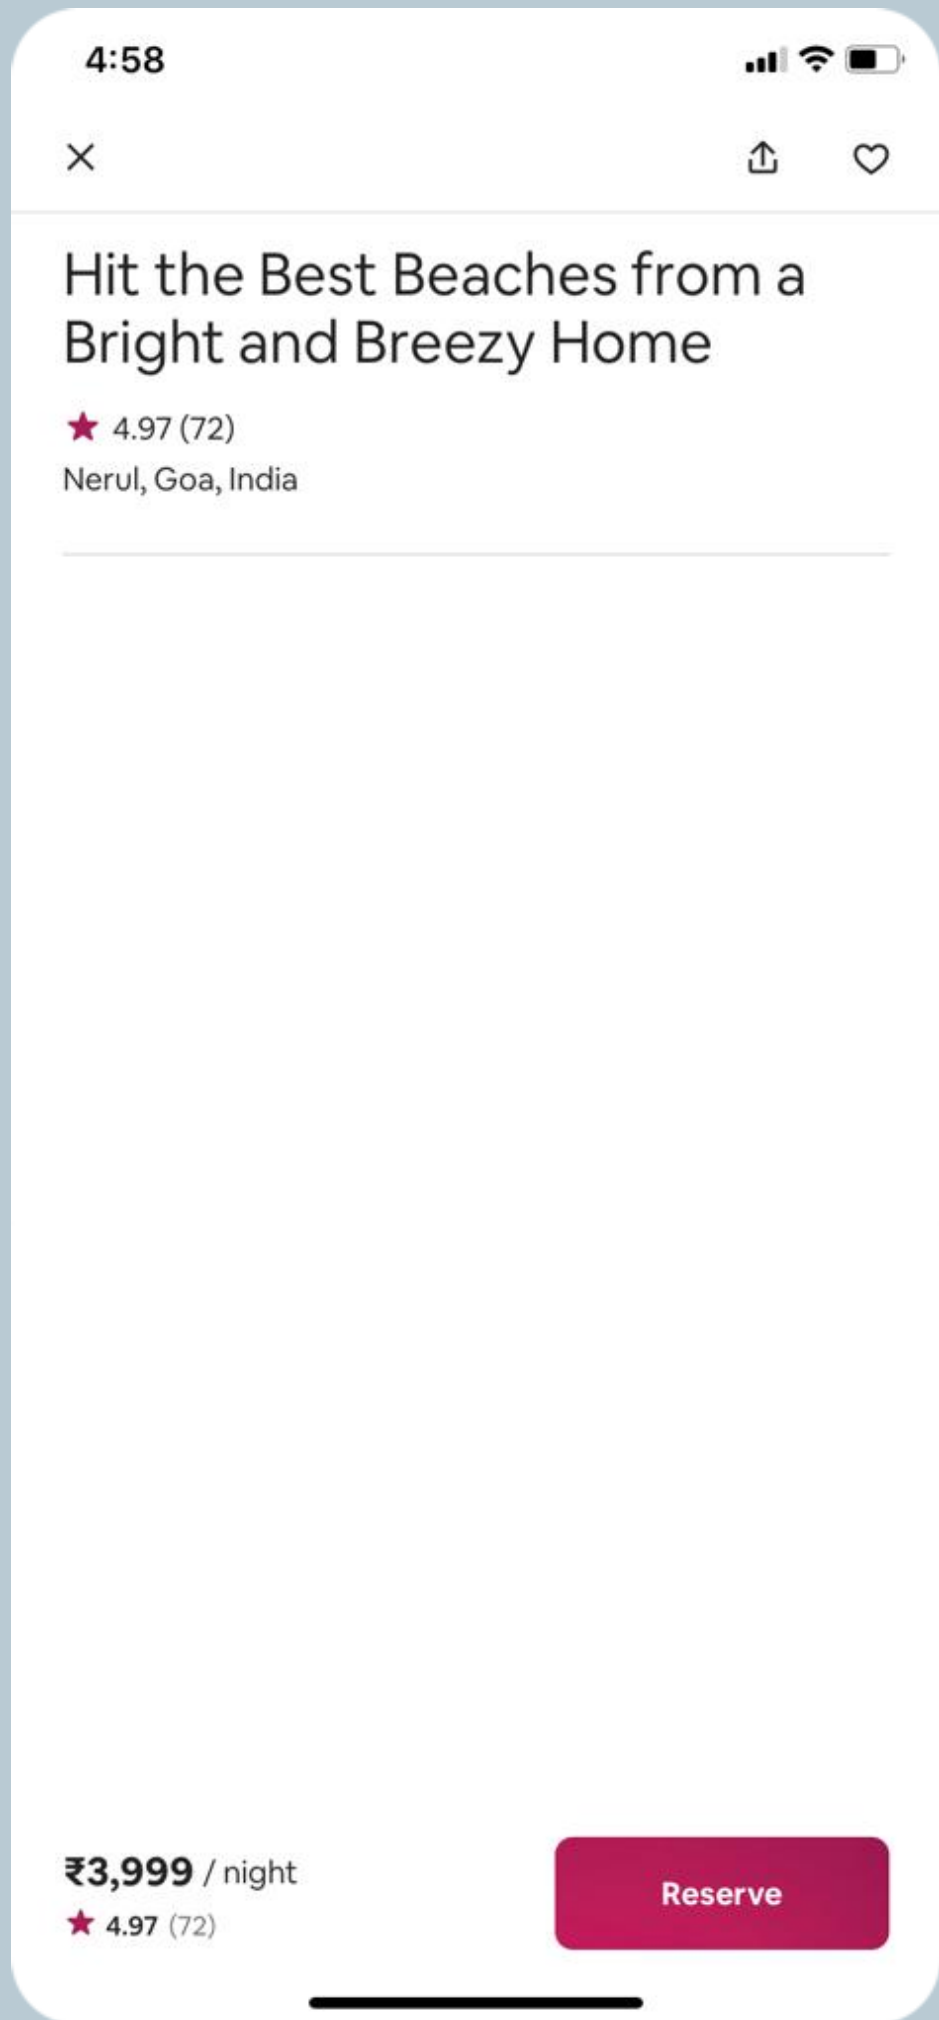 4:58
Hit the Best Beaches from a
Bright and Breezy Home
4.97 (72)
Nerul, Goa, India
₹3,999 / night
4.97 (72)
Reserve